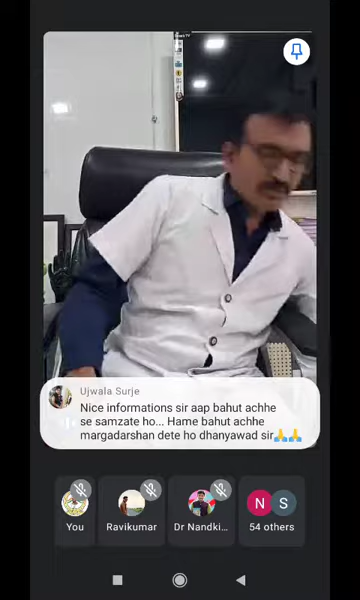 Ujwala Surje
Nice informations sir aap bahut achhe
se samzate ho... Hame bahut achhe
margadarshan dete ho dhanyawad sir🙏🙏
N S
You Ravikumar Dr Nandki... 54 others